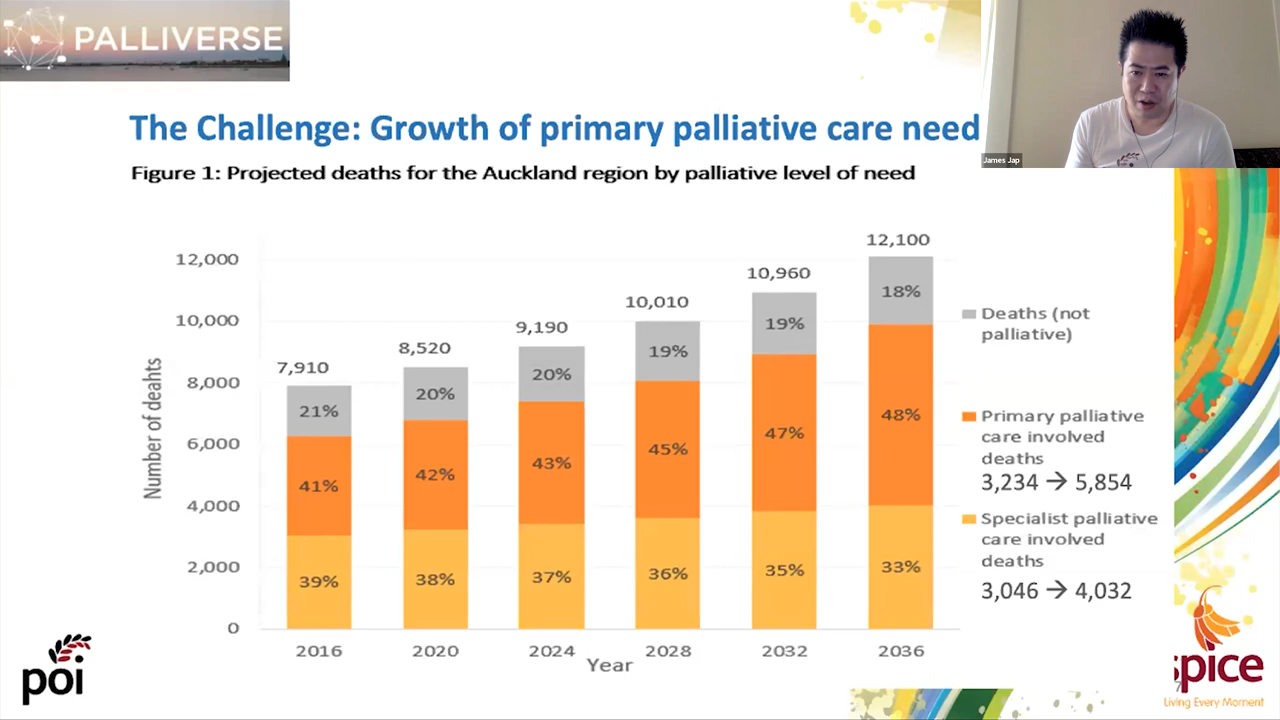 PALLIVERSE
The Challenge: Growth of primary palliative care need
James Jap
Figure 1: Projected deaths for the Auckland region by palliative level of need
Number of deahts
12,000
10,000
8,000
6,000
4,000
2,000
0
7,910
21%
41%
39%
8,520
20%
42%
38%
9,190
20%
43%
37%
10,010
19%
45%
36%
10,960
19%
47%
35%
12,100
18%
48%
33%
2016
2020
2024
2028
2032
2036
Year
Deaths (not
palliative)
Primary palliative
care involved
deaths
3,234 → 5,854
Specialist palliative
care involved
deaths
3,046 → 4,032
poi
spice
Living Every Moment